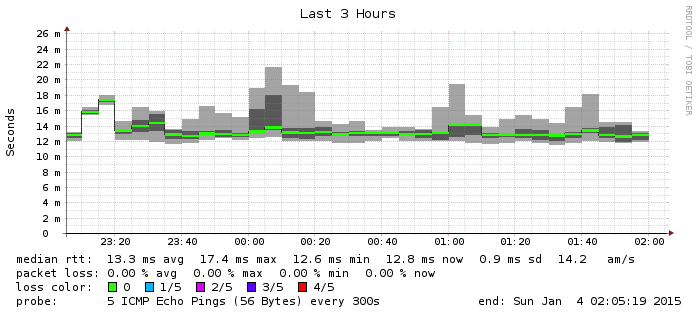 Last 3 Hours
RRDTOOL / TOBI OETIKER
Seconds
26 m
24 m
22 m
20 m
18 m
16 m
14 m
12 m
10 m
8 m
6 m
4 m
2 m
0
23:20 23:40 00:00 00:20 00:40 01:00 01:20 01:40 02:00
median rtt: 13.3 ms avg 17.4 ms max 12.6 ms min 12.8 ms now 0.9 ms sd 14.2 am/s
packet loss: 0.00 % avg 0.00 % max 0.00 % min 0.00 % now
loss color: 0 1/5 2/5 3/5 4/5
probe: 5 ICMP Echo Pings (56 Bytes) every 300s end: Sun Jan 4 02:05:19 2015